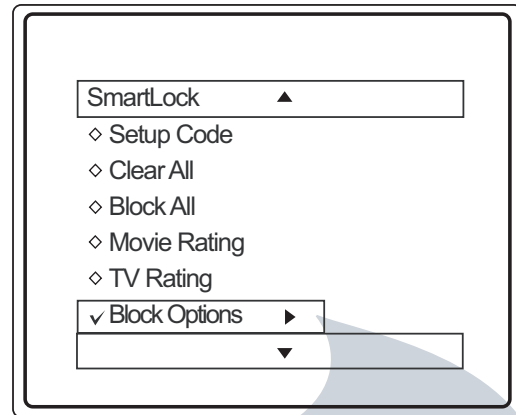 SmartLock
Setup Code
Clear All
Block All
Movie Rating
TV Rating
Block Options